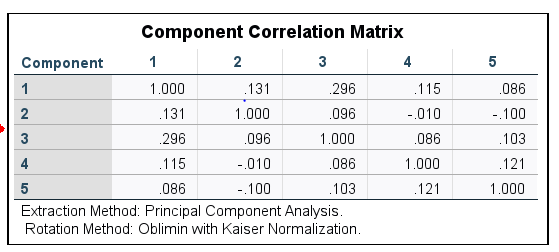 Component Correlation Matrix
Component 1 2 3 4 5
1 1.000 .131 .296 .115 .086
2 .131 1.000 .096 -.010 -.100
3 .296 .096 1.000 .086 .103
4 .115 -.010 .086 1.000 .121
5 .086 -.100 .103 .121 1.000
Extraction Method: Principal Component Analysis.
Rotation Method: Oblimin with Kaiser Normalization.